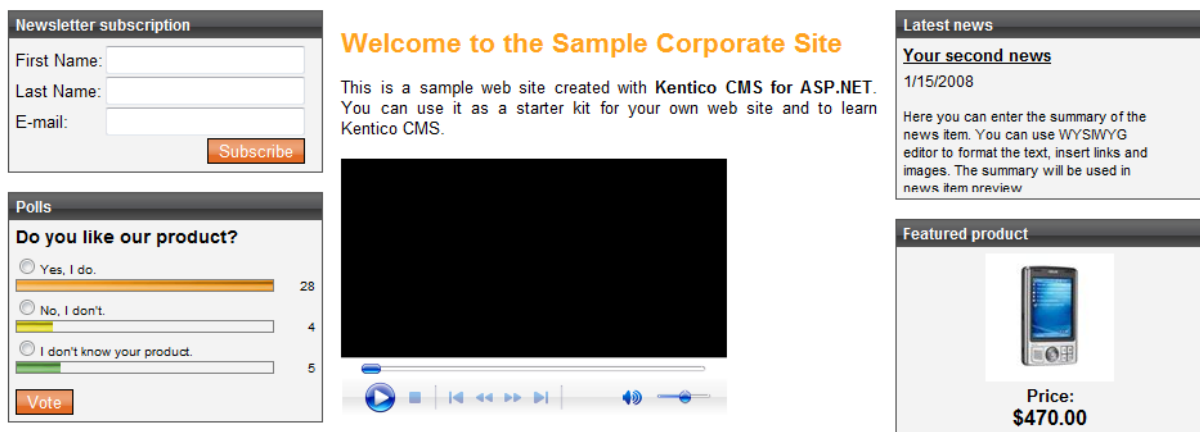 Newsletter subscription
First Name:
Last Name:
E-mail:
Subscribe
Polls
Do you like our product?
Yes, I do.
28
No, I don't.
4
I don't know your product.
5
Vote
Welcome to the Sample Corporate Site
This is a sample web site created with Kentico CMS for ASP.NET.
You can use it as a starter kit for your own web site and to learn
Kentico CMS.
Latest news
Your second news
1/15/2008
Here you can enter the summary of the
news item. You can use WYSIWYG
editor to format the text, insert links and
images. The summary will be used in
news item preview
Featured product
Price:
$470.00